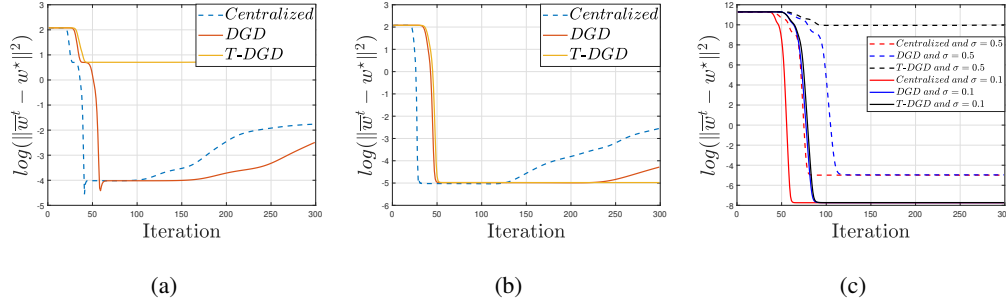 3
2
1
0
-1
-2
-3
-4
-5
-6
log(||w̅^t − w*||²)
0 50 100 150 200 250 300
Iteration
Centralized
DGD
T-DGD
(a)
3
2
1
0
-1
-2
-3
-4
-5
-6
log(||w̅^t − w*||²)
0 50 100 150 200 250 300
Iteration
Centralized
DGD
T-DGD
(b)
12
10
8
6
4
2
0
-2
-4
-6
-8
log(||w̅^t − w*||²)
0 50 100 150 200 250 300
Iteration
Centralized and σ = 0.5
DGD and σ = 0.5
T-DGD and σ = 0.5
Centralized and σ = 0.1
DGD and σ = 0.1
T-DGD and σ = 0.1
(c)